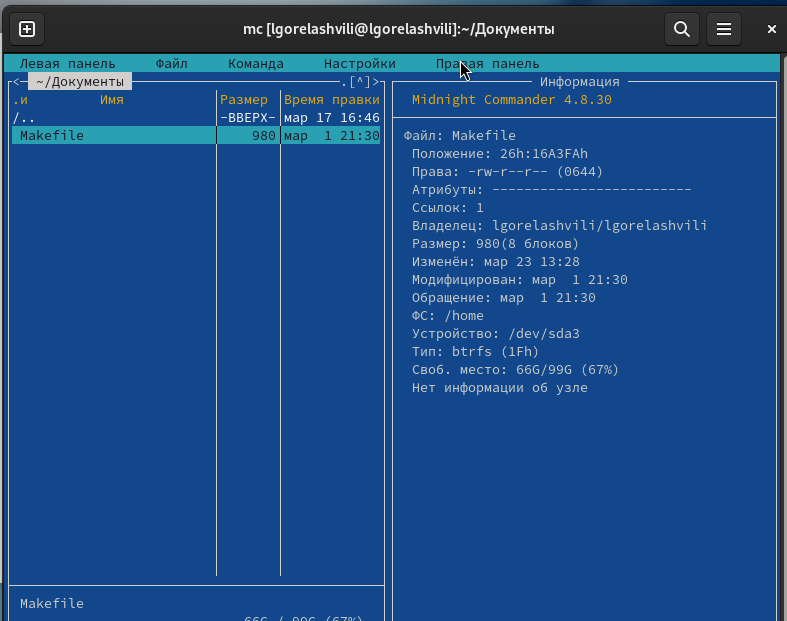 mc [lgorelashvili@lgorelashvili]:~/Документы
Левая панель Файл Команда Настройки Правая панель
<─ ~/Документы ─.[^]>
.и Имя Размер Время правки
/.. -ВВЕРХ- мар 17 16:46
Makefile 980 мар 1 21:30
Makefile
66G / 99G (67%)
Информация
Midnight Commander 4.8.30
Файл: Makefile
Положение: 26h:16A3FAh
Права: -rw-r--r-- (0644)
Атрибуты: -------------------------
Ссылок: 1
Владелец: lgorelashvili/lgorelashvili
Размер: 980(8 блоков)
Изменён: мар 23 13:28
Модифицирован: мар 1 21:30
Обращение: мар 1 21:30
ФС: /home
Устройство: /dev/sda3
Тип: btrfs (1Fh)
Своб. место: 66G/99G (67%)
Нет информации об узле